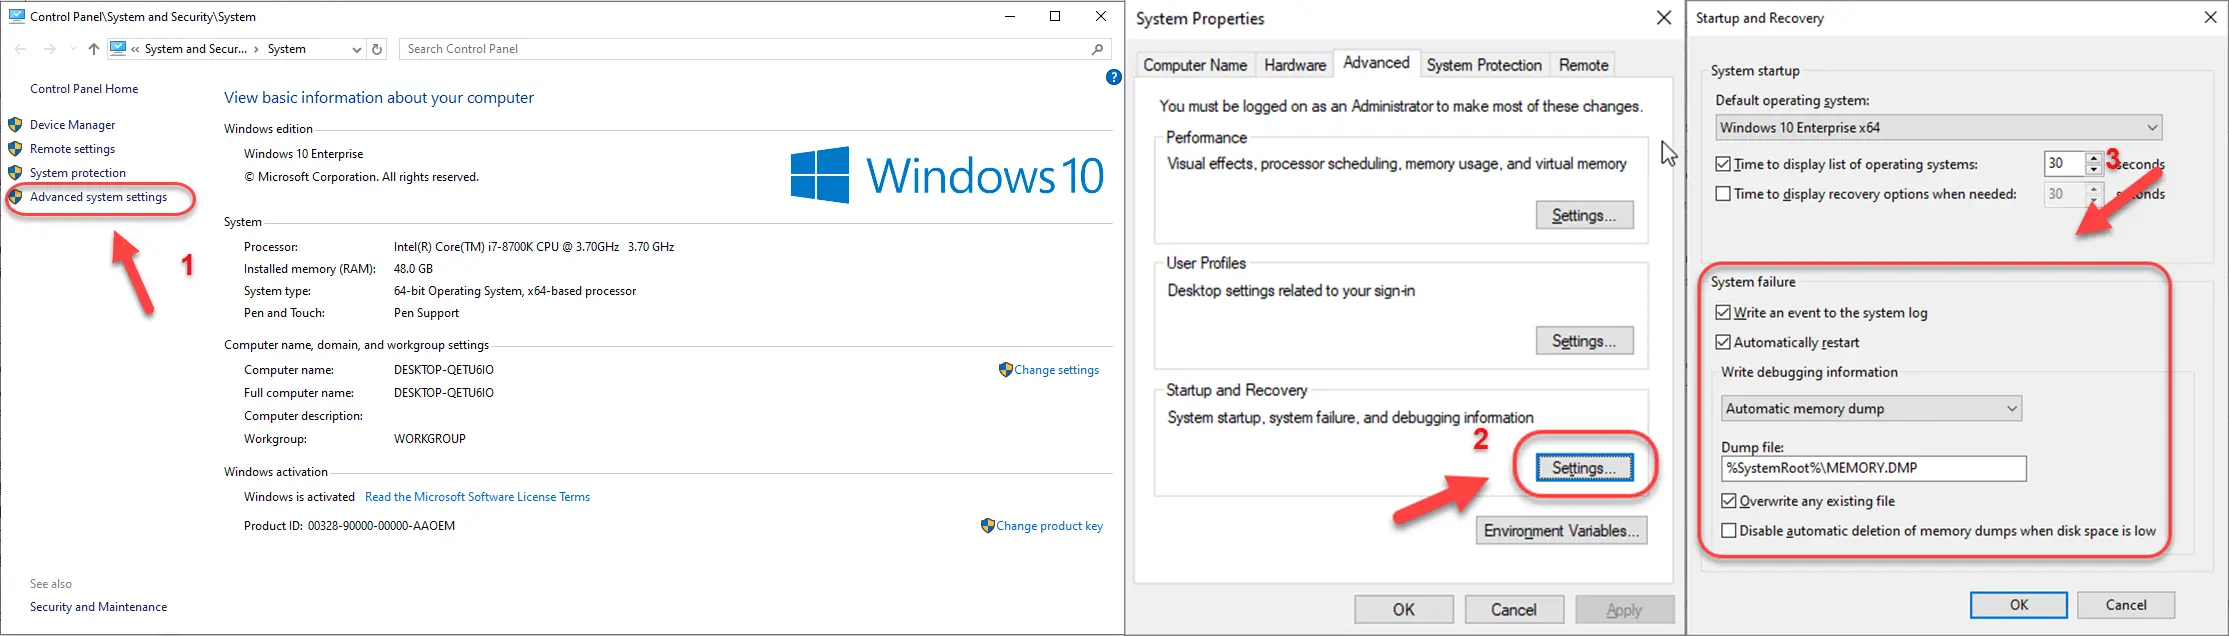 Control Panel\System and Security\System
« System and Secur... › System
Search Control Panel
Control Panel Home
Device Manager
Remote settings
System protection
Advanced system settings
1
See also
Security and Maintenance
?
View basic information about your computer
Windows edition
Windows 10 Enterprise
© Microsoft Corporation. All rights reserved.
Windows 10
System
Processor: Intel(R) Core(TM) i7-8700K CPU @ 3.70GHz 3.70 GHz
Installed memory (RAM): 48.0 GB
System type: 64-bit Operating System, x64-based processor
Pen and Touch: Pen Support
Computer name, domain, and workgroup settings
Computer name: DESKTOP-QETU6IO
Change settings
Full computer name: DESKTOP-QETU6IO
Computer description:
Workgroup: WORKGROUP
Windows activation
Windows is activated Read the Microsoft Software License Terms
Product ID: 00328-90000-00000-AAOEM
Change product key
System Properties
Computer Name Hardware Advanced System Protection Remote
You must be logged on as an Administrator to make most of these changes.
Performance
Visual effects, processor scheduling, memory usage, and virtual memory
Settings...
User Profiles
Desktop settings related to your sign-in
Settings...
Startup and Recovery
System startup, system failure, and debugging information
2
Settings...
Environment Variables...
OK Cancel Apply
Startup and Recovery
System startup
Default operating system:
Windows 10 Enterprise x64
Time to display list of operating systems: 30 seconds
3
Time to display recovery options when needed: 30 seconds
System failure
Write an event to the system log
Automatically restart
Write debugging information
Automatic memory dump
Dump file:
%SystemRoot%\MEMORY.DMP
Overwrite any existing file
Disable automatic deletion of memory dumps when disk space is low
OK Cancel